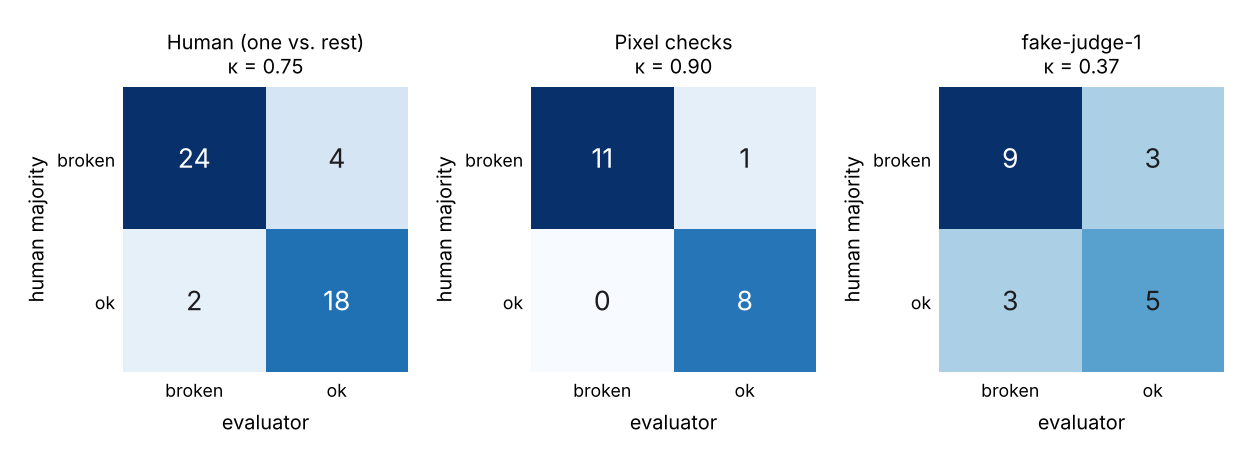 Human (one vs. rest)
κ = 0.75
human majority
broken
24
4
ok
2
18
broken
ok
evaluator
Pixel checks
κ = 0.90
human majority
broken
11
1
ok
0
8
broken
ok
evaluator
fake-judge-1
κ = 0.37
human majority
broken
9
3
ok
3
5
broken
ok
evaluator